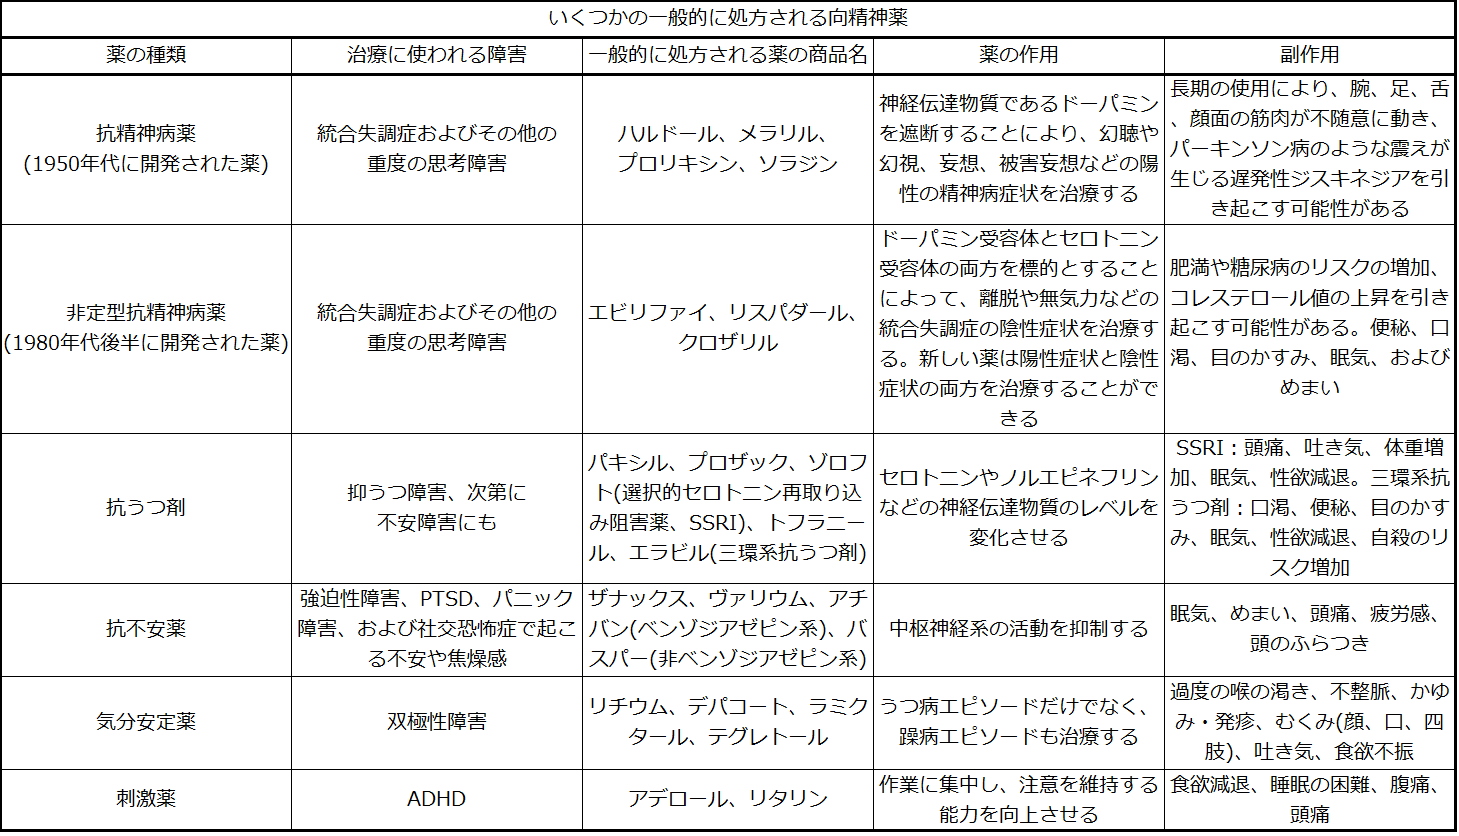 いくつかの一般的に処方される向精神薬
薬の種類
治療に使われる障害
一般的に処方される薬の商品名
薬の作用
副作用
抗精神病薬
(1950年代に開発された薬)
統合失調症およびその他の
重度の思考障害
ハルドール、メラリル、
プロリキシン、ソラジン
神経伝達物質であるドーパミン
を遮断することにより、幻聴や
幻視、妄想、被害妄想などの陽
性の精神病症状を治療する
長期の使用により、腕、足、舌
、顔面の筋肉が不随意に動き、
パーキンソン病のような震えが
生じる遅発性ジスキネジアを引
き起こす可能性がある
非定型抗精神病薬
(1980年代後半に開発された薬)
統合失調症およびその他の
重度の思考障害
エビリファイ、リスパダール、
クロザリル
ドーパミン受容体とセロトニン
受容体の両方を標的とすること
によって、離脱や無気力などの
統合失調症の陰性症状を治療す
る。新しい薬は陽性症状と陰性
症状の両方を治療することがで
きる
肥満や糖尿病のリスクの増加、
コレステロール値の上昇を引き
起こす可能性がある。便秘、口
渇、目のかすみ、眠気、および
めまい
抗うつ剤
抑うつ障害、次第に
不安障害にも
パキシル、プロザック、ゾロフ
ト(選択的セロトニン再取り込
み阻害薬、SSRI)、トフラニー
ル、エラビル(三環系抗うつ剤)
セロトニンやノルエピネフリン
などの神経伝達物質のレベルを
変化させる
SSRI：頭痛、吐き気、体重増
加、眠気、性欲減退。三環系抗
うつ剤：口渇、便秘、目のかす
み、眠気、性欲減退、自殺のリ
スク増加
抗不安薬
強迫性障害、PTSD、パニック
障害、および社交恐怖症で起こ
る不安や焦燥感
ザナックス、ヴァリウム、アチ
バン(ベンゾジアゼピン系)、バ
スパー(非ベンゾジアゼピン系)
中枢神経系の活動を抑制する
眠気、めまい、頭痛、疲労感、
頭のふらつき
気分安定薬
双極性障害
リチウム、デパコート、ラミク
タール、テグレトール
うつ病エピソードだけでなく、
躁病エピソードも治療する
過度の喉の渇き、不整脈、かゆ
み・発疹、むくみ(顔、口、四
肢)、吐き気、食欲不振
刺激薬
ADHD
アデロール、リタリン
作業に集中し、注意を維持する
能力を向上させる
食欲減退、睡眠の困難、腹痛、
頭痛